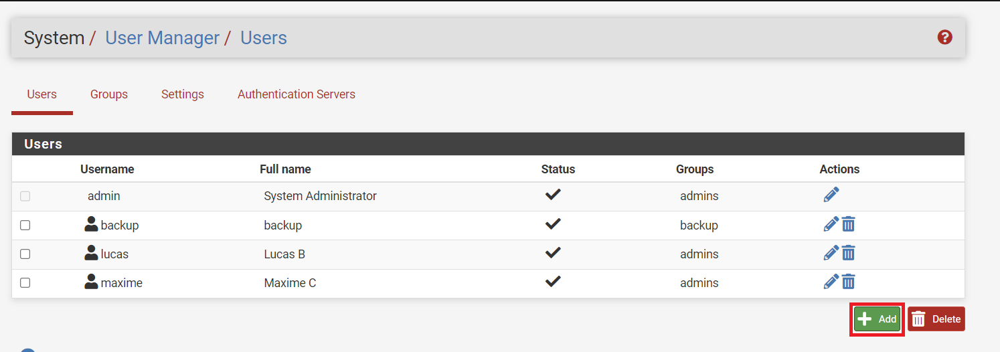 System / User Manager / Users
Users Groups Settings Authentication Servers
Users
Username Full name Status Groups Actions
admin System Administrator admins
backup backup backup
lucas Lucas B admins
maxime Maxime C admins
Add Delete